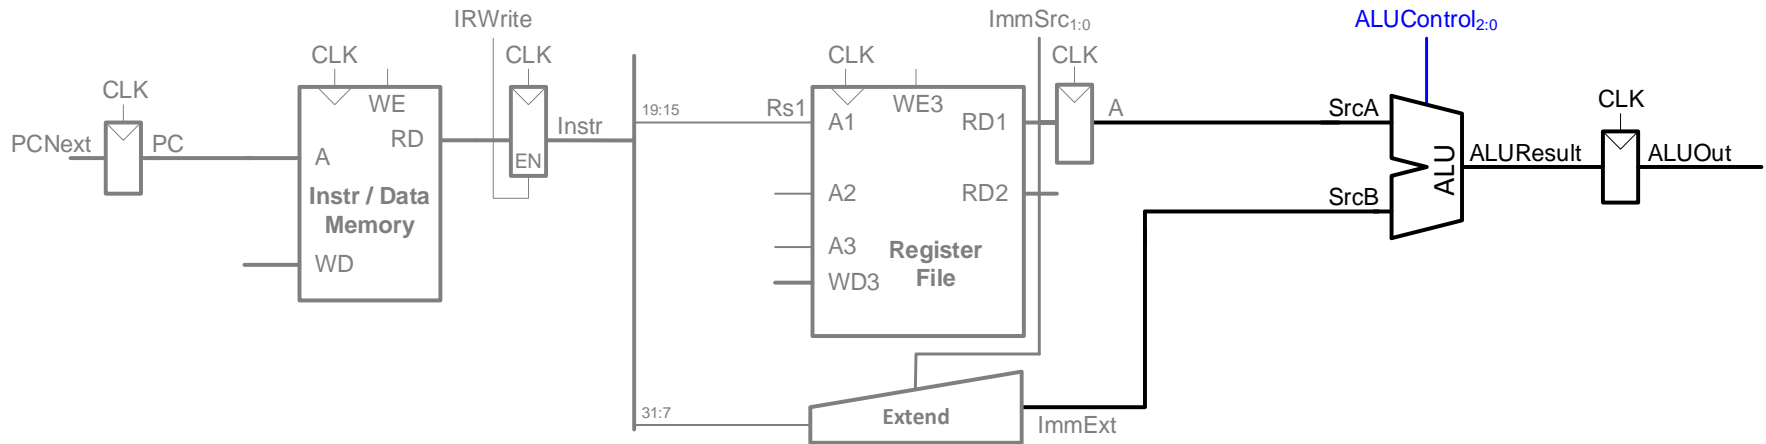 IRWrite
ImmSrc1:0
ALUControl2:0
CLK
CLK
CLK
CLK
CLK
CLK
WE
19:15
Rs1
WE3
A
SrcA
PCNext
PC
A
RD
EN
Instr
A1
RD1
ALU
ALUResult
ALUOut
Instr / Data
Memory
A2
RD2
SrcB
WD
A3
WD3
Register
File
31:7
Extend
ImmExt